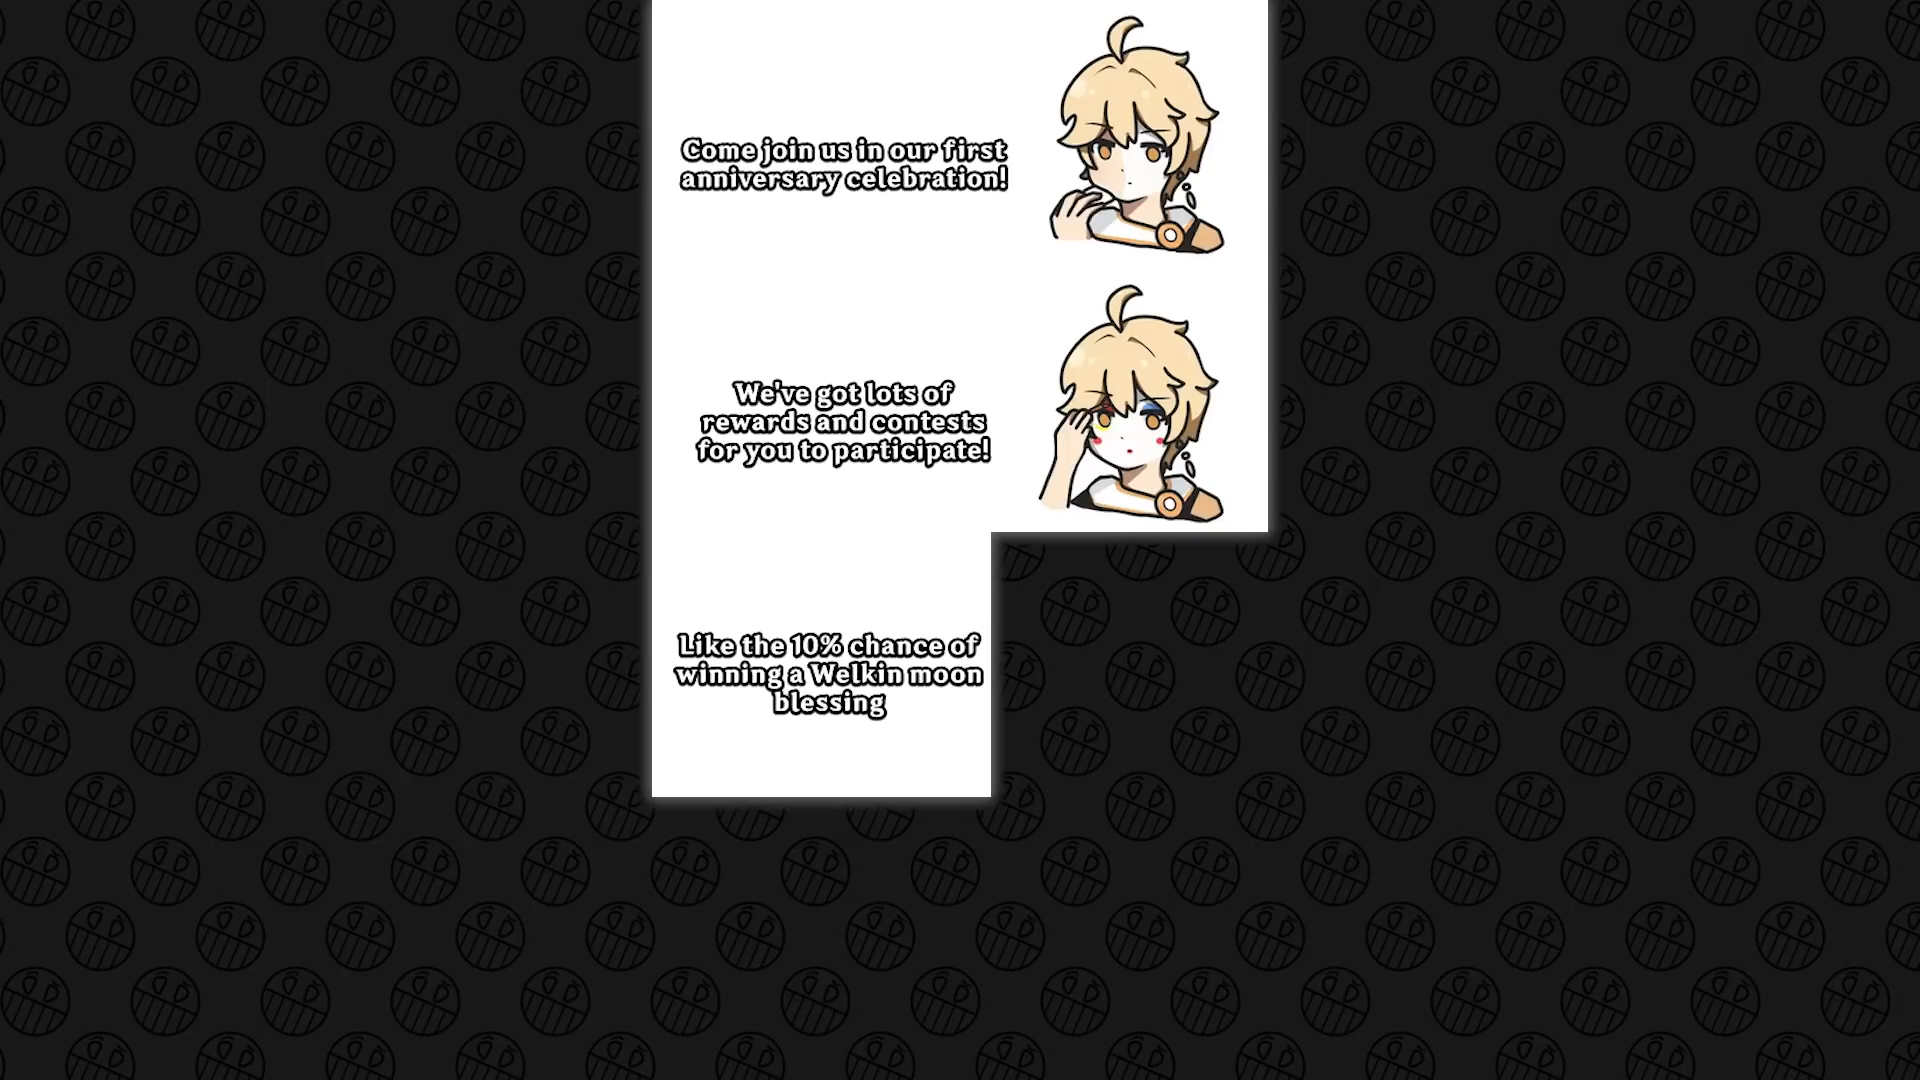 Come join us in our first
anniversary celebration!
We've got lots of
rewards and contests
for you to participate!
Like the 10% chance of
winning a Welkin moon
blessing